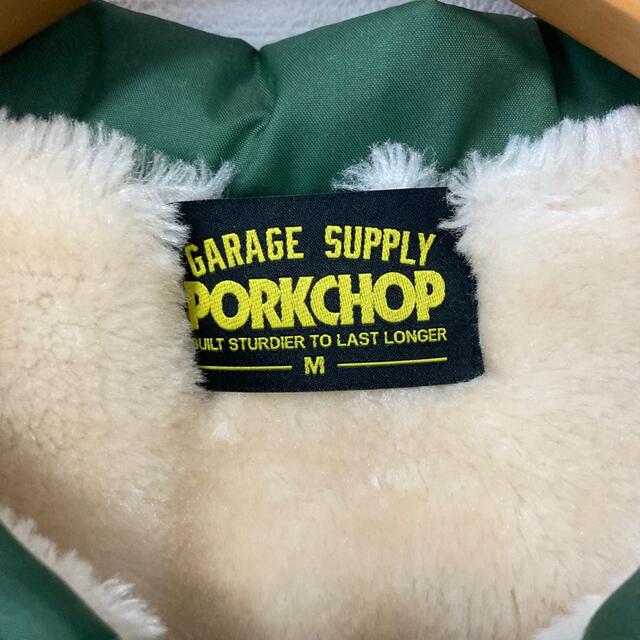 GARAGE SUPPLY
PORKCHOP
BUILT STURDIER TO LAST LONGER
M